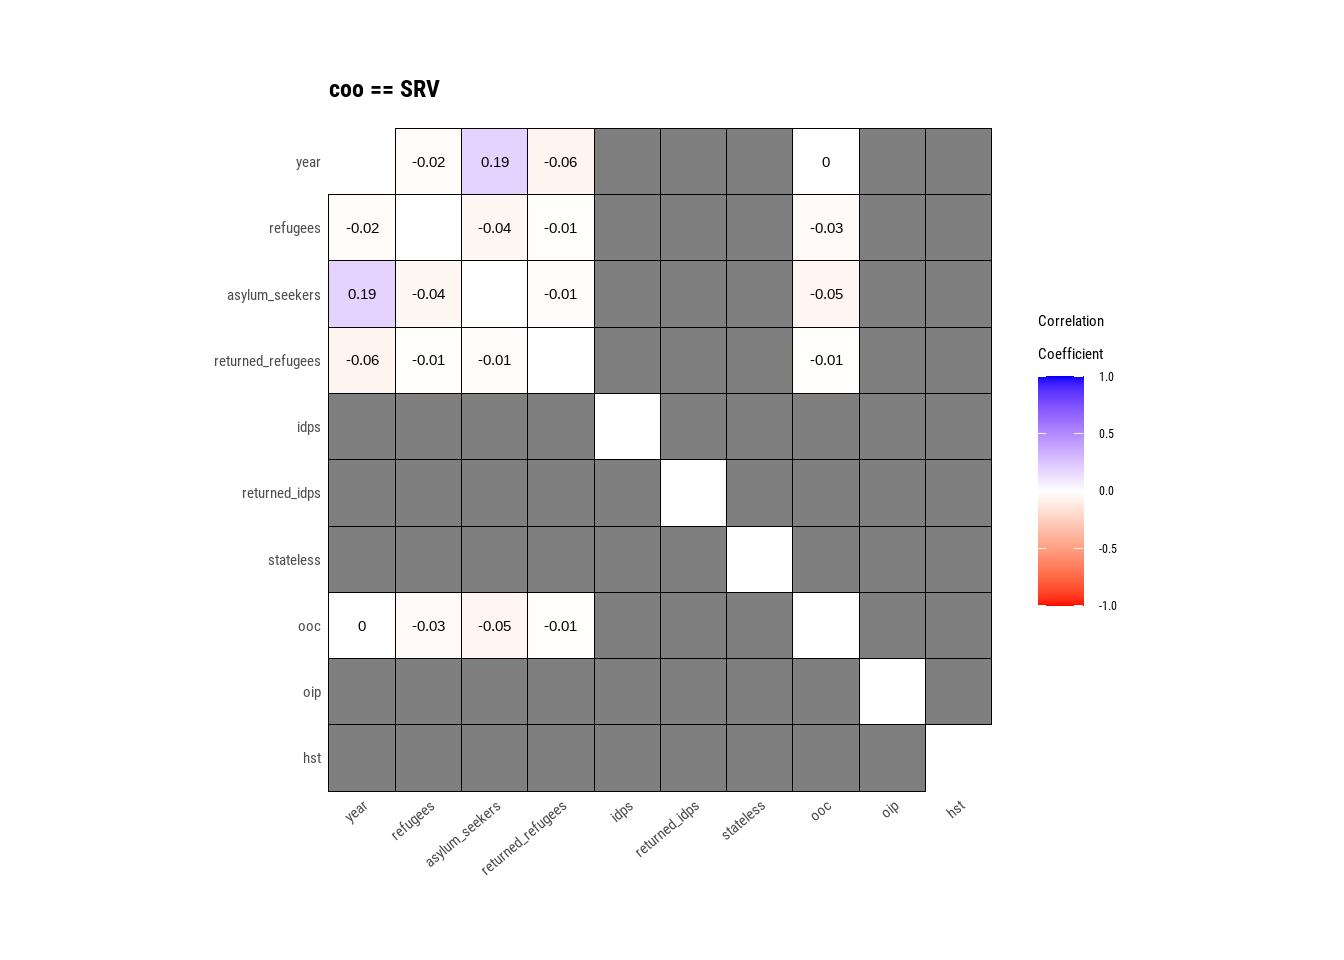 coo == SRV
year -0.02 0.19 -0.06 0
refugees -0.02 -0.04 -0.01 -0.03
asylum_seekers 0.19 -0.04 -0.01 -0.05
returned_refugees -0.06 -0.01 -0.01 -0.01
idps
returned_idps
stateless
ooc 0 -0.03 -0.05 -0.01
oip
hst
year refugees asylum_seekers returned_refugees idps returned_idps stateless ooc oip hst
Correlation
Coefficient
1.0
0.5
0.0
-0.5
-1.0